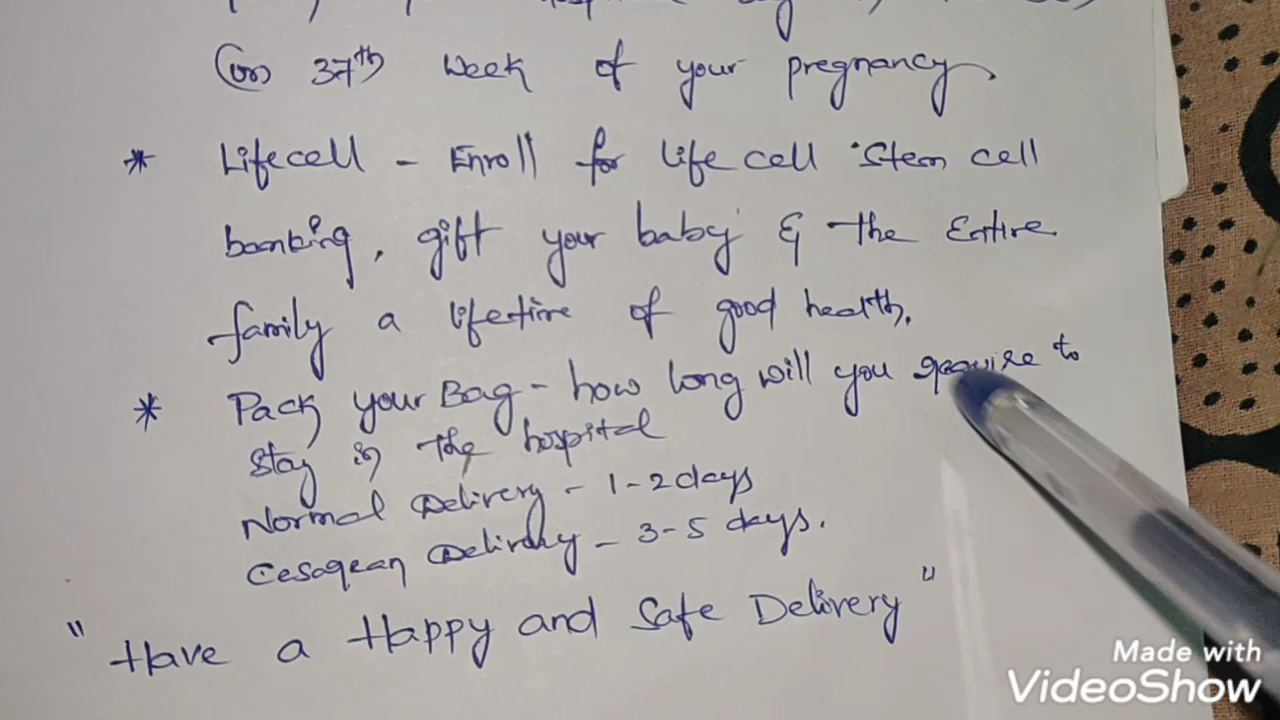 (or) 37th week of your pregnancy
* Lifecell - Enroll for life cell Stem cell
banking, gift your baby & the Entire
family a lifetime of good health.
* Pack your Bag - how long will you require to
stay in the hospital
Normal Delivery - 1-2 days
Cesarean Delivery - 3-5 days.
"Have a Happy and Safe Delivery"
Made with
VideoShow